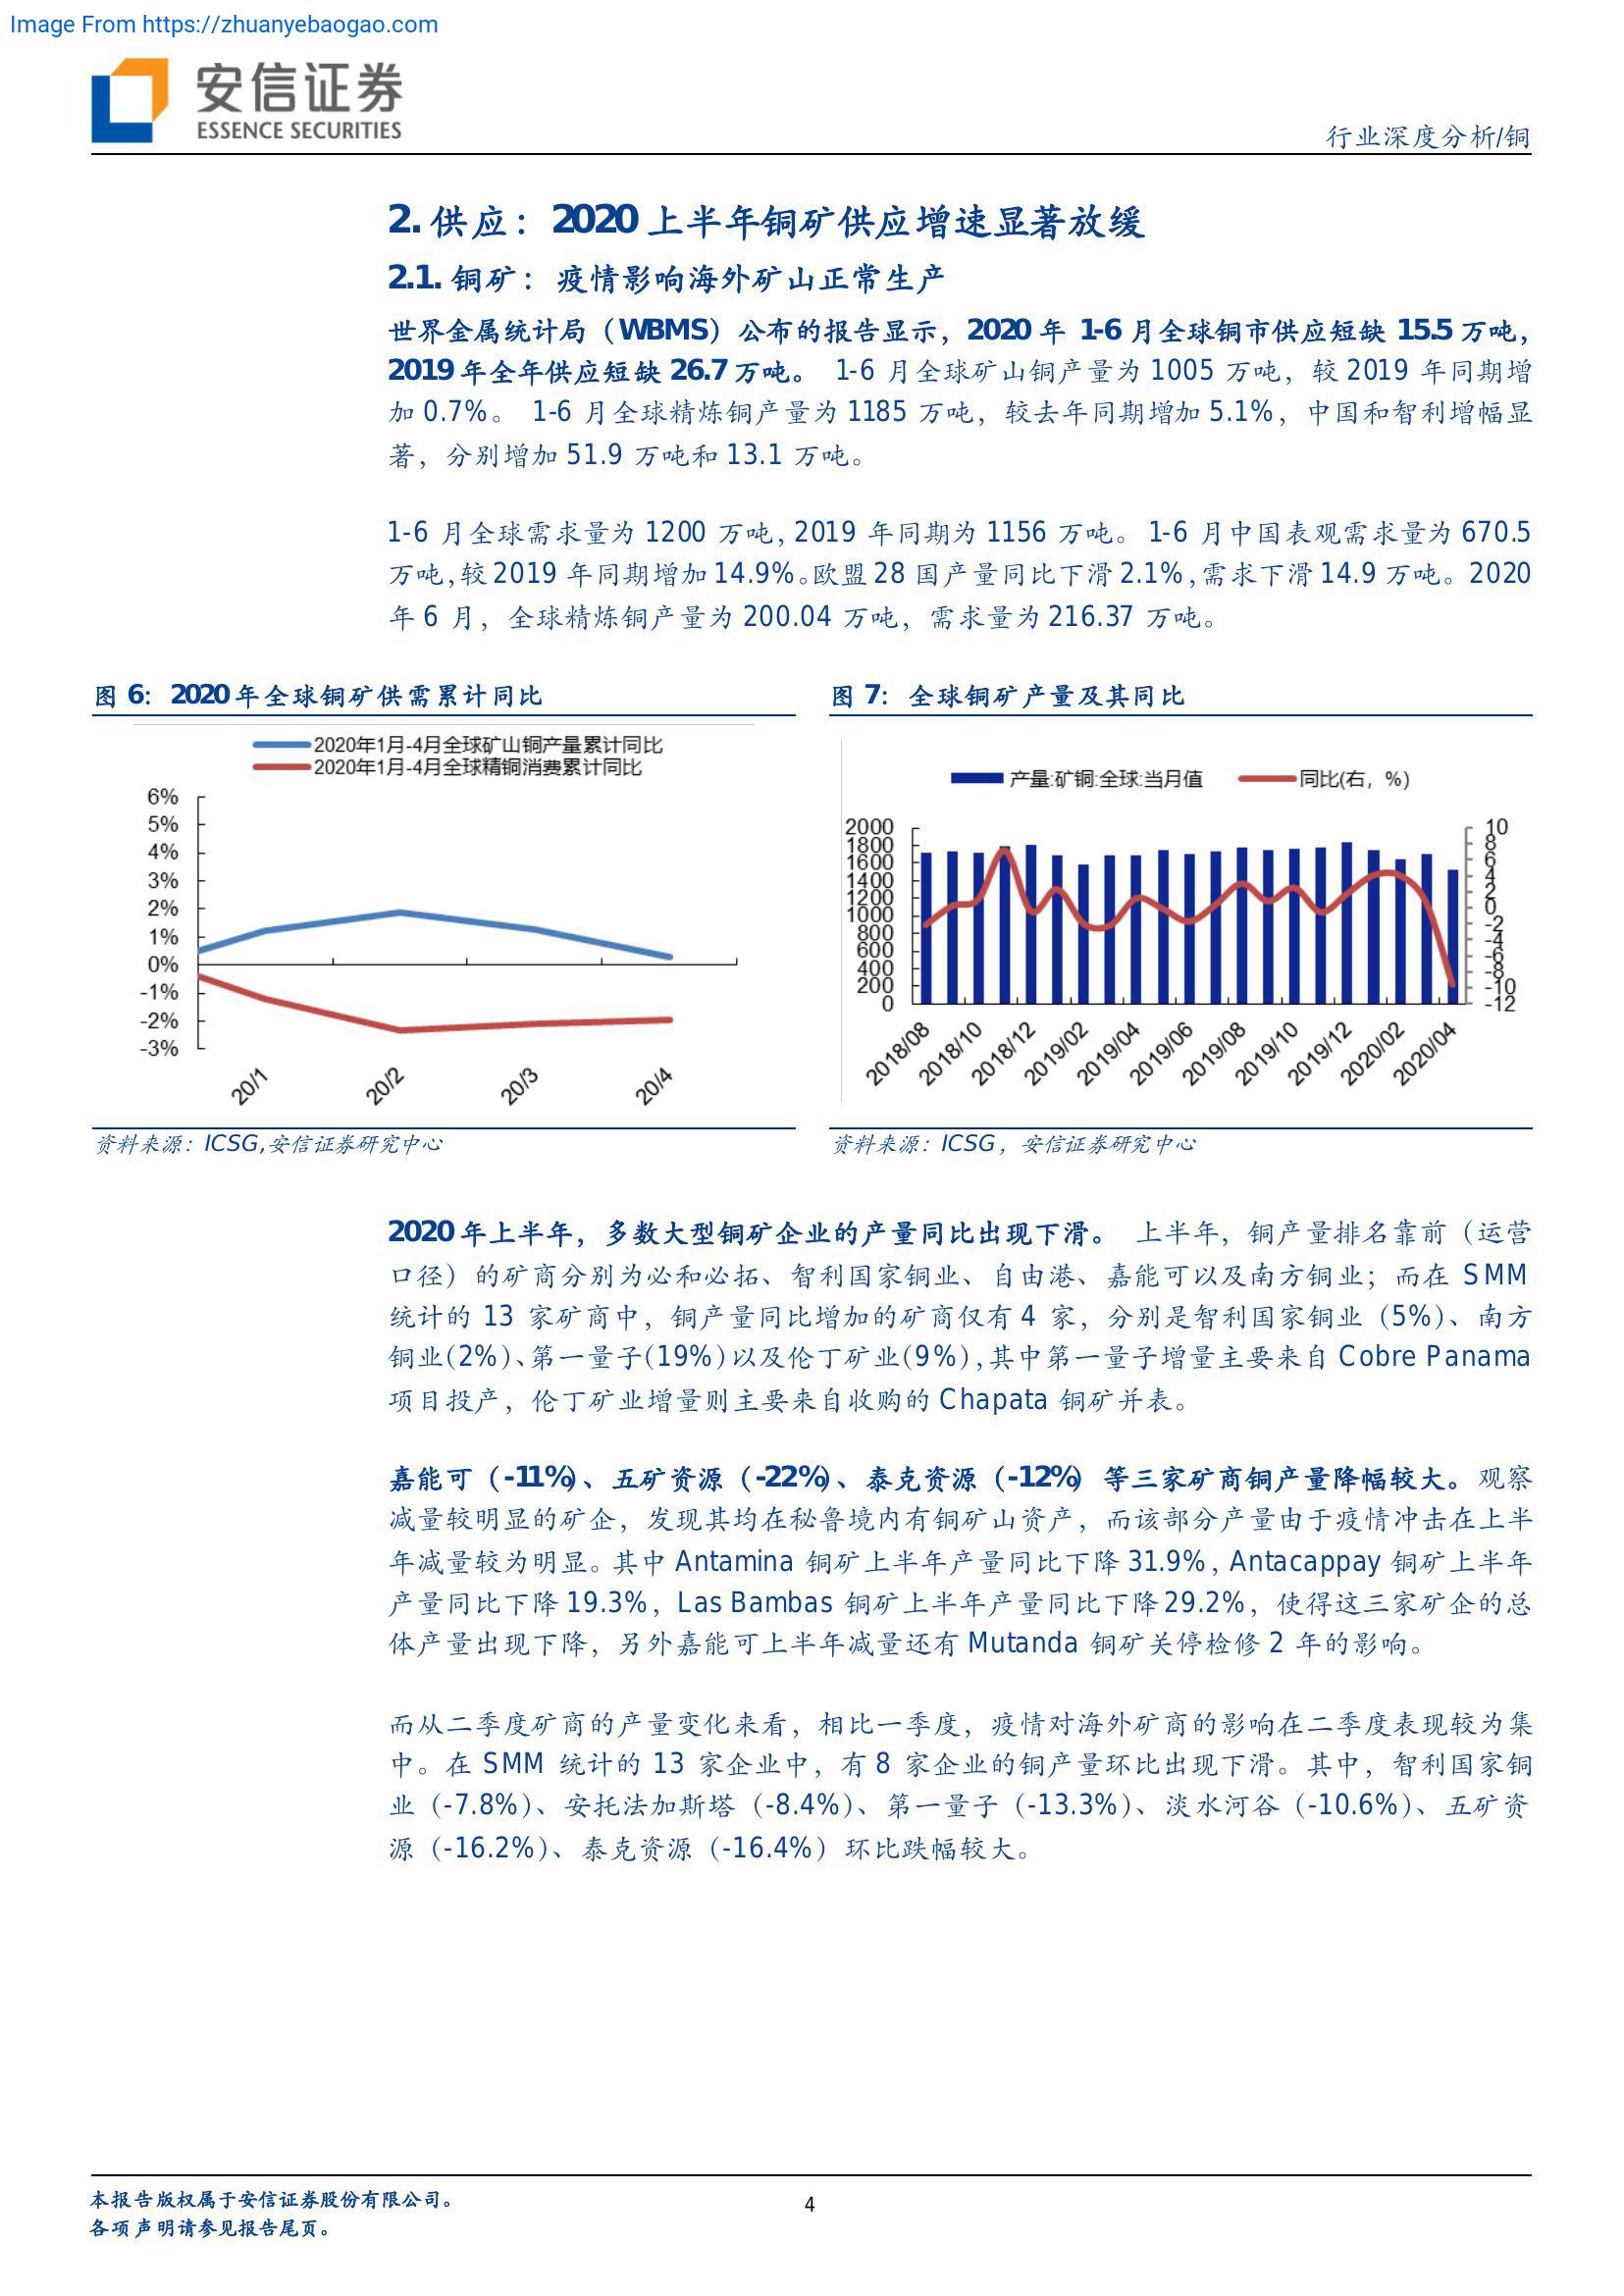 Image From https://zhuanyebaogao.com
安信证券
ESSENCE SECURITIES
行业深度分析/铜
2. 供应：2020 上半年铜矿供应增速显著放缓
2.1. 铜矿：疫情影响海外矿山正常生产
世界金属统计局（WBMS）公布的报告显示，2020 年 1-6 月全球铜市供应短缺 15.5 万吨，
2019 年全年供应短缺 26.7 万吨。 1-6 月全球矿山铜产量为 1005 万吨，较 2019 年同期增
加 0.7%。 1-6 月全球精炼铜产量为 1185 万吨，较去年同期增加 5.1%，中国和智利增幅显
著，分别增加 51.9 万吨和 13.1 万吨。
1-6 月全球需求量为 1200 万吨，2019 年同期为 1156 万吨。 1-6 月中国表观需求量为 670.5
万吨，较 2019 年同期增加 14.9%。欧盟 28 国产量同比下滑 2.1%，需求下滑 14.9 万吨。2020
年 6 月，全球精炼铜产量为 200.04 万吨，需求量为 216.37 万吨。
图 6：2020 年全球铜矿供需累计同比
2020年1月-4月全球矿山铜产量累计同比
2020年1月-4月全球精铜消费累计同比
6%
5%
4%
3%
2%
1%
0%
-1%
-2%
-3%
20/1
20/2
20/3
20/4
资料来源：ICSG,安信证券研究中心
图 7：全球铜矿产量及其同比
产量:矿铜:全球:当月值
同比(右，%)
2000
1800
1600
1400
1200
1000
800
600
400
200
0
10
8
6
4
2
0
-2
-4
-6
-8
-10
-12
2018/08
2018/10
2018/12
2019/02
2019/04
2019/06
2019/08
2019/10
2019/12
2020/02
2020/04
资料来源：ICSG，安信证券研究中心
2020 年上半年，多数大型铜矿企业的产量同比出现下滑。 上半年，铜产量排名靠前（运营
口径）的矿商分别为必和必拓、智利国家铜业、自由港、嘉能可以及南方铜业；而在 SMM
统计的 13 家矿商中，铜产量同比增加的矿商仅有 4 家，分别是智利国家铜业（5%）、南方
铜业(2%)、第一量子(19%)以及伦丁矿业(9%)，其中第一量子增量主要来自 Cobre Panama
项目投产，伦丁矿业增量则主要来自收购的 Chapata 铜矿并表。
嘉能可（-11%）、五矿资源（-22%）、泰克资源（-12%）等三家矿商铜产量降幅较大。观察
减量较明显的矿企，发现其均在秘鲁境内有铜矿山资产，而该部分产量由于疫情冲击在上半
年减量较为明显。其中 Antamina 铜矿上半年产量同比下降 31.9%，Antacappay 铜矿上半年
产量同比下降 19.3%，Las Bambas 铜矿上半年产量同比下降 29.2%，使得这三家矿企的总
体产量出现下降，另外嘉能可上半年减量还有 Mutanda 铜矿关停检修 2 年的影响。
而从二季度矿商的产量变化来看，相比一季度，疫情对海外矿商的影响在二季度表现较为集
中。在 SMM 统计的 13 家企业中，有 8 家企业的铜产量环比出现下滑。其中，智利国家铜
业（-7.8%）、安托法加斯塔（-8.4%）、第一量子（-13.3%）、淡水河谷（-10.6%）、五矿资
源（-16.2%）、泰克资源（-16.4%）环比跌幅较大。
本报告版权属于安信证券股份有限公司。
各项声明请参见报告尾页。
4